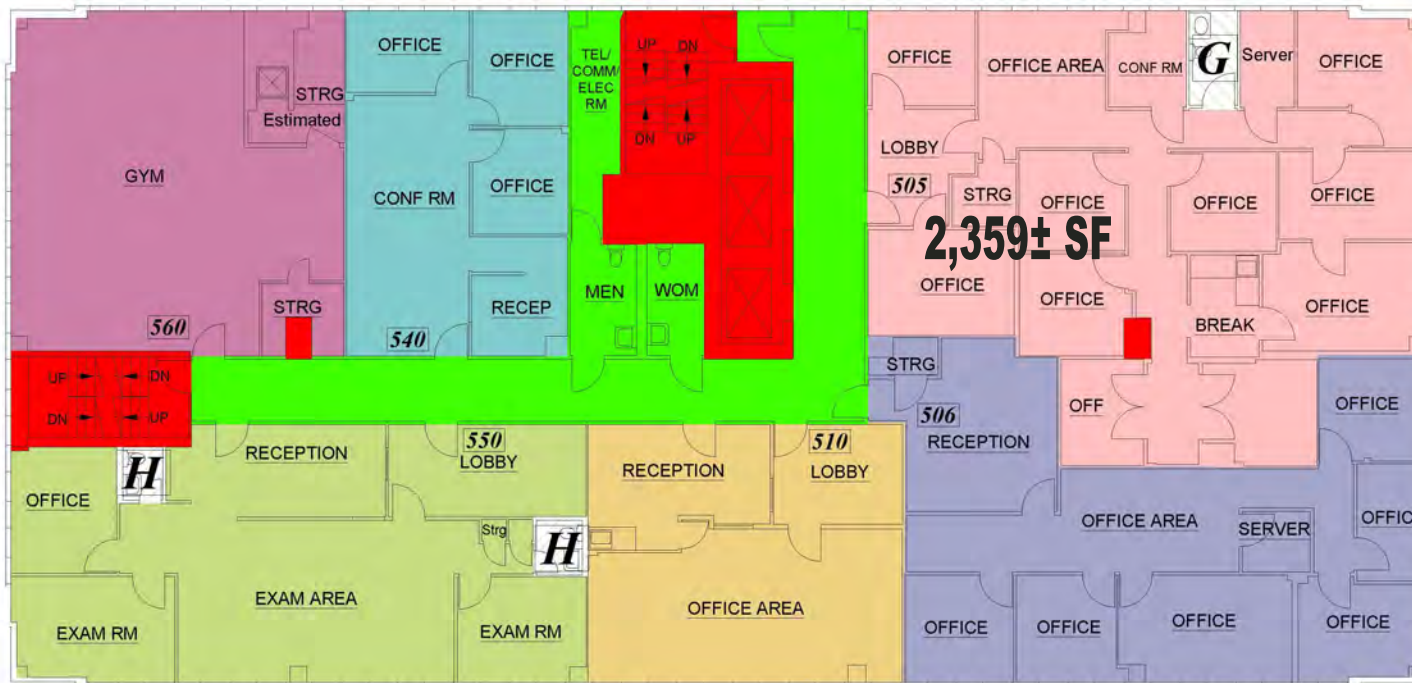 OFFICE
OFFICE
TEL/
COMM/
ELEC
RM
UP
DN
DN
UP
OFFICE
OFFICE AREA
CONF RM
G
Server
OFFICE
STRG
Estimated
GYM
CONF RM
OFFICE
LOBBY
505
STRG
OFFICE
OFFICE
OFFICE
2,359± SF
OFFICE
OFFICE
OFFICE
BREAK
MEN
WOM
RECEP
STRG
560
540
UP
DN
DN
UP
STRG
506
RECEPTION
OFF
OFFICE
RECEPTION
550
LOBBY
RECEPTION
510
LOBBY
H
OFFICE
Strg
H
OFFICE AREA
SERVER
OFFIC
EXAM AREA
EXAM RM
EXAM RM
OFFICE AREA
OFFICE
OFFICE
OFFICE
OFFICE